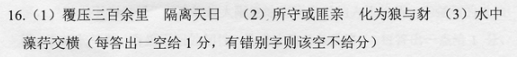 16.（1）覆压三百余里　隔离天日　（2）所守或匪亲　化为狼与豺　（3）水中
藻荇交横（每答出一空给 1 分，有错别字则该空不给分）